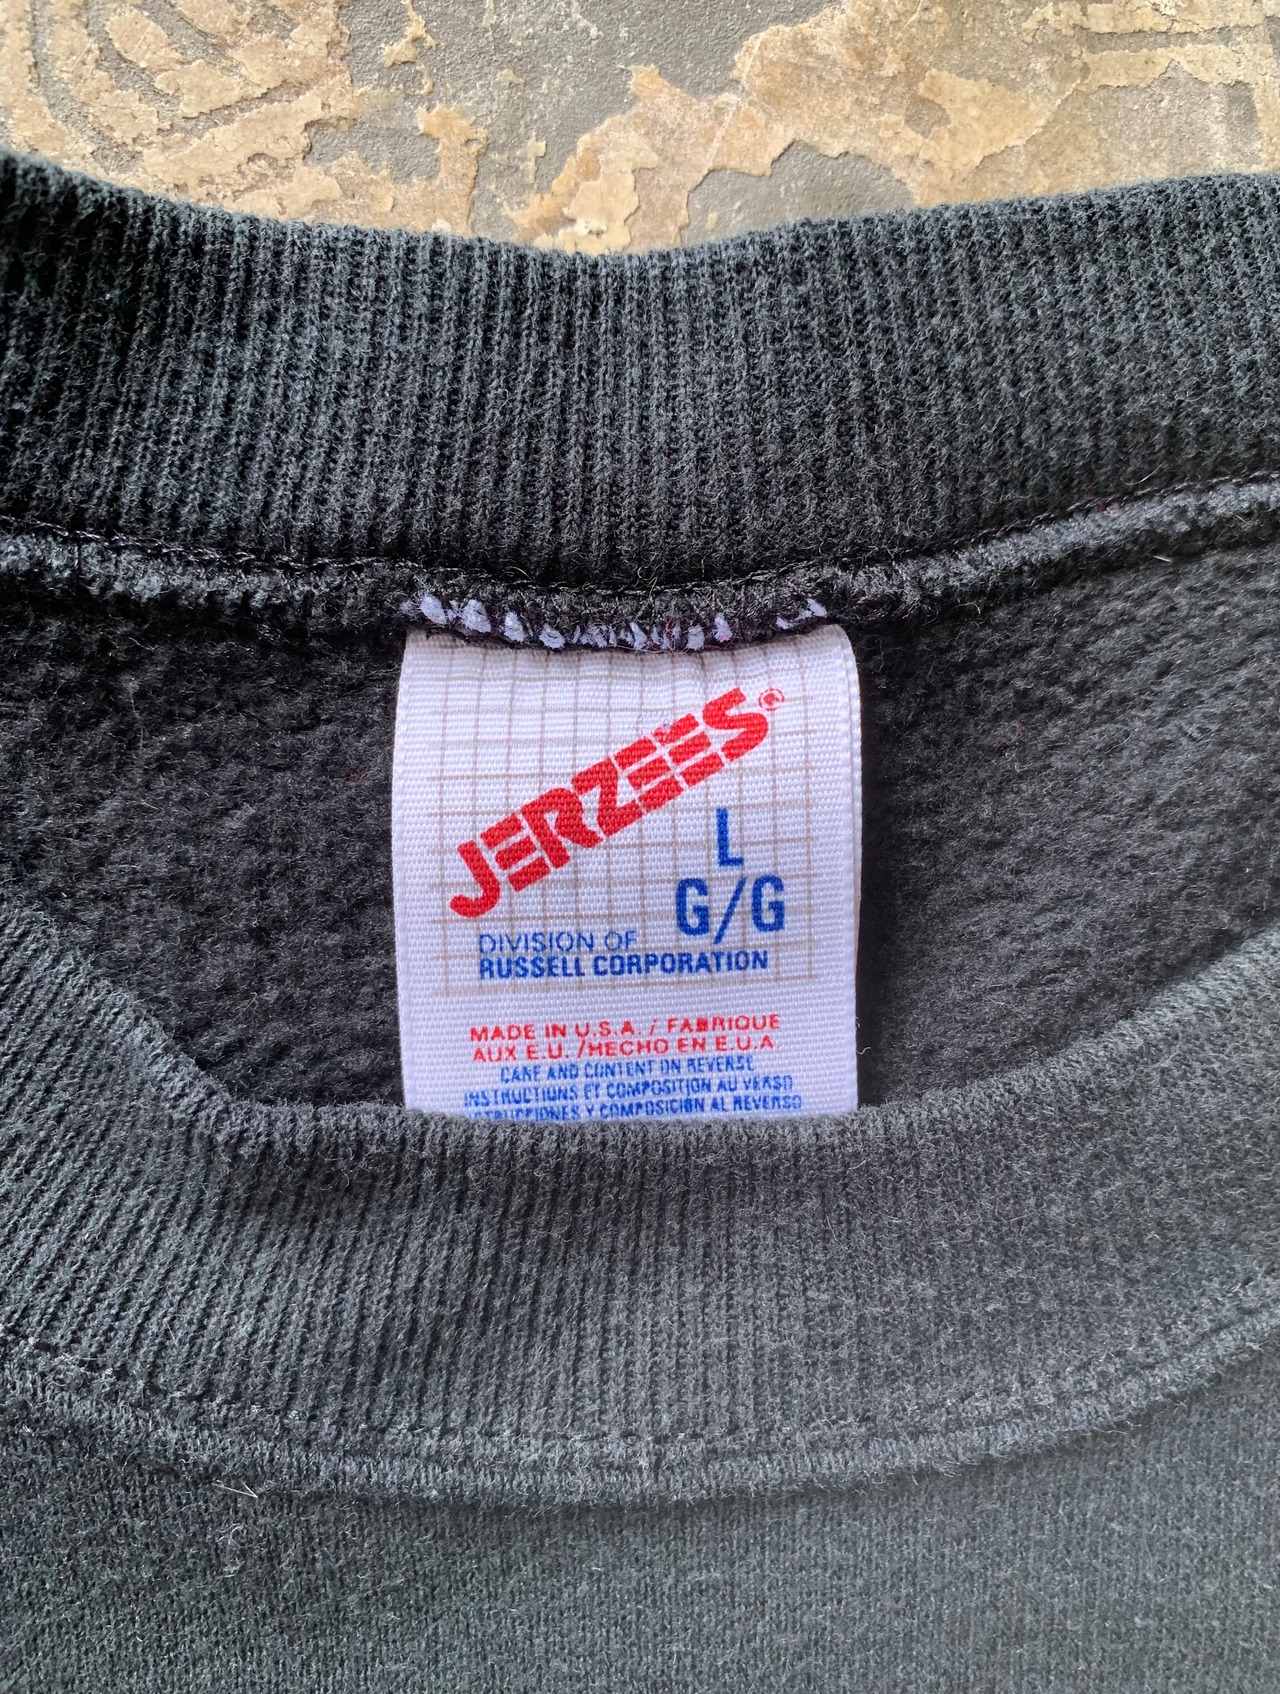 JERZEES®
L
G/G
DIVISION OF
RUSSELL CORPORATION
MADE IN U.S.A. / FABRIQUE
AUX E.U. /HECHO EN E.U.A.
CARE AND CONTENT ON REVERSE
INSTRUCTIONS ET COMPOSITION AU VERSO
STRUCCIONES Y COMPOSICION AL REVERSO